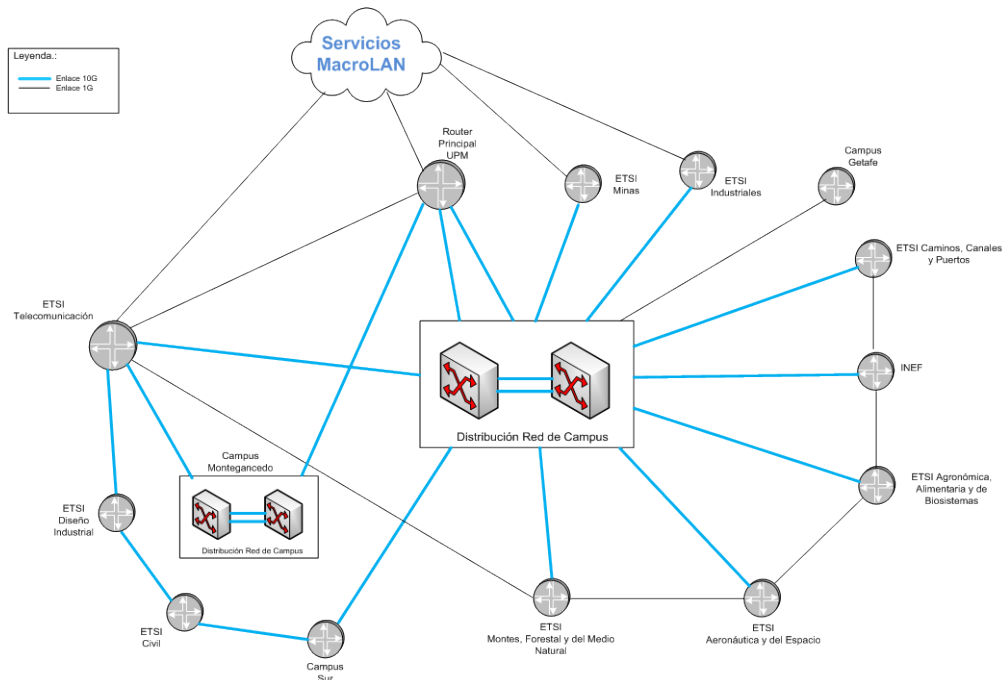 Servicios
MacroLAN
Leyenda.:
Enlace 10G
Enlace 1G
Router
Principal
UPM
ETSI
Minas
ETSI
Industriales
Campus
Getafe
ETSI Caminos, Canales
y Puertos
ETSI
Telecomunicación
INEF
Distribución Red de Campus
Campus
Montegancedo
Distribución Red de Campus
ETSI Agronómica,
Alimentaria y de
Biosistemas
ETSI
Diseño
Industrial
ETSI
Civil
Campus
Sur
ETSI
Montes, Forestal y del Medio
Natural
ETSI
Aeronáutica y del Espacio